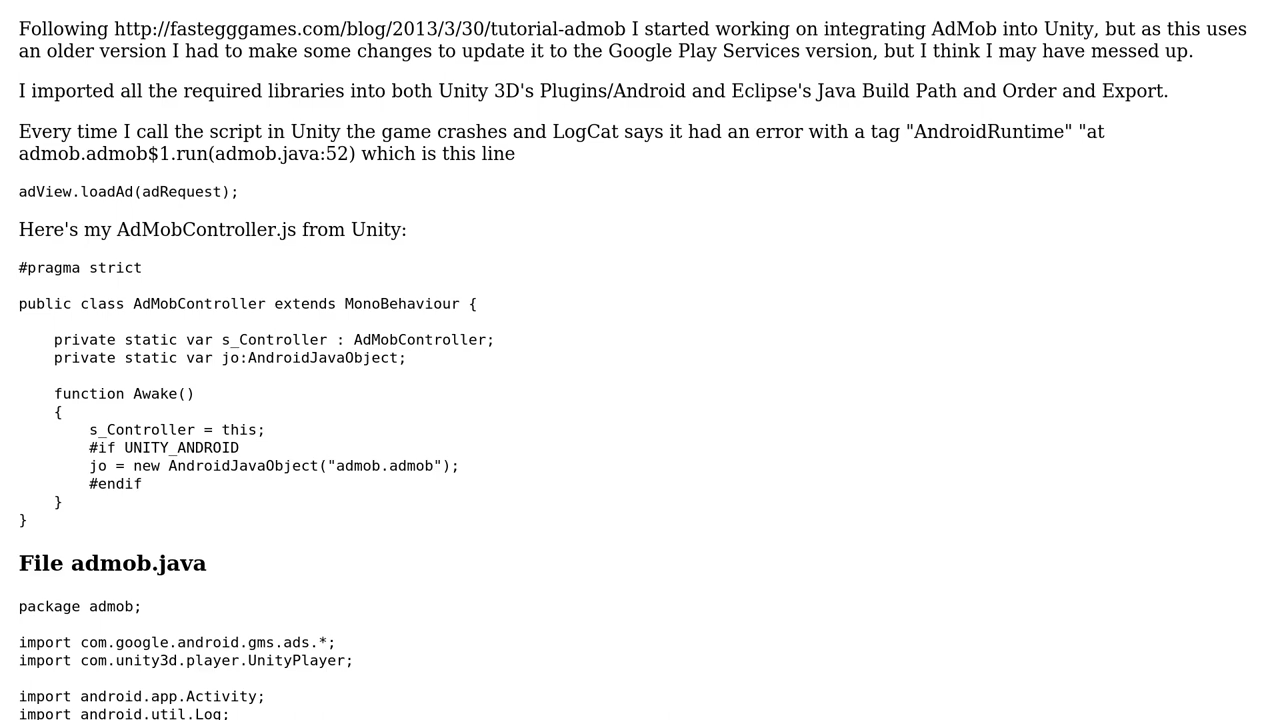 Following http://fastegggames.com/blog/2013/3/30/tutorial-admob I started working on integrating AdMob into Unity, but as this uses
an older version I had to make some changes to update it to the Google Play Services version, but I think I may have messed up.
I imported all the required libraries into both Unity 3D's Plugins/Android and Eclipse's Java Build Path and Order and Export.
Every time I call the script in Unity the game crashes and LogCat says it had an error with a tag "AndroidRuntime" "at
admob.admob$1.run(admob.java:52) which is this line
adView.loadAd(adRequest);
Here's my AdMobController.js from Unity:
#pragma strict
public class AdMobController extends MonoBehaviour {
    private static var s_Controller : AdMobController;
    private static var jo:AndroidJavaObject;
    function Awake()
    {
        s_Controller = this;
        #if UNITY_ANDROID
        jo = new AndroidJavaObject("admob.admob");
        #endif
    }
}
File admob.java
package admob;
import com.google.android.gms.ads.*;
import com.unity3d.player.UnityPlayer;
import android.app.Activity;
import android.util.Log;